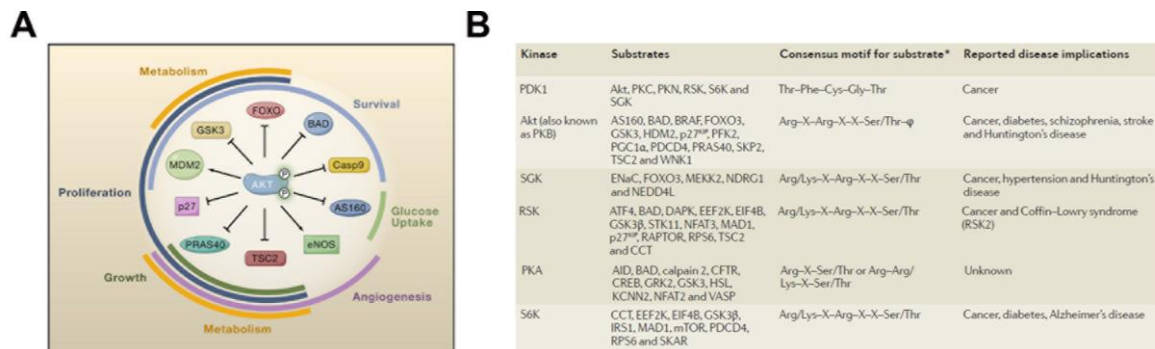 A
Metabolism
Survival
FOXO
GSK3
BAD
MDM2
Casp9
P
AKT
P
Proliferation
p27
AS160
Glucose
Uptake
PRAS40
eNOS
TSC2
Growth
Angiogenesis
Metabolism
B
Kinase Substrates Consensus motif for substrate* Reported disease implications
PDK1 Akt, PKC, PKN, RSK, S6K and Thr–Phe–Cys–Gly–Thr Cancer
SGK
Akt (also known AS160, BAD, BRAF, FOXO3, Arg–X–Arg–X–X–Ser/Thr–φ Cancer, diabetes, schizophrenia, stroke
as PKB) GSK3, HDM2, p27ᴷᴵᴾ¹, PFK2, and Huntington's disease
PGC1α, PDCD4, PRAS40, SKP2,
TSC2 and WNK1
SGK ENaC, FOXO3, MEKK2, NDRG1 Arg/Lys–X–Arg–X–X–Ser/Thr Cancer, hypertension and Huntington's
and NEDD4L disease
RSK ATF4, BAD, DAPK, EEF2K, EIF4B, Arg/Lys–X–Arg–X–X–Ser/Thr Cancer and Coffin–Lowry syndrome
GSK3β, STK11, NFAT3, MAD1, (RSK2)
p27ᴷᴵᴾ¹, RAPTOR, RPS6, TSC2
and CCT
PKA AID, BAD, calpain 2, CFTR, Arg–X–Ser/Thr or Arg–Arg/ Unknown
CREB, GRK2, GSK3, HSL, Lys–X–Ser/Thr
KCNN2, NFAT2 and VASP
S6K CCT, EEF2K, EIF4B, GSK3β, Arg/Lys–X–Arg–X–X–Ser/Thr Cancer, diabetes, Alzheimer's disease
IRS1, MAD1, mTOR, PDCD4,
RPS6 and SKAR